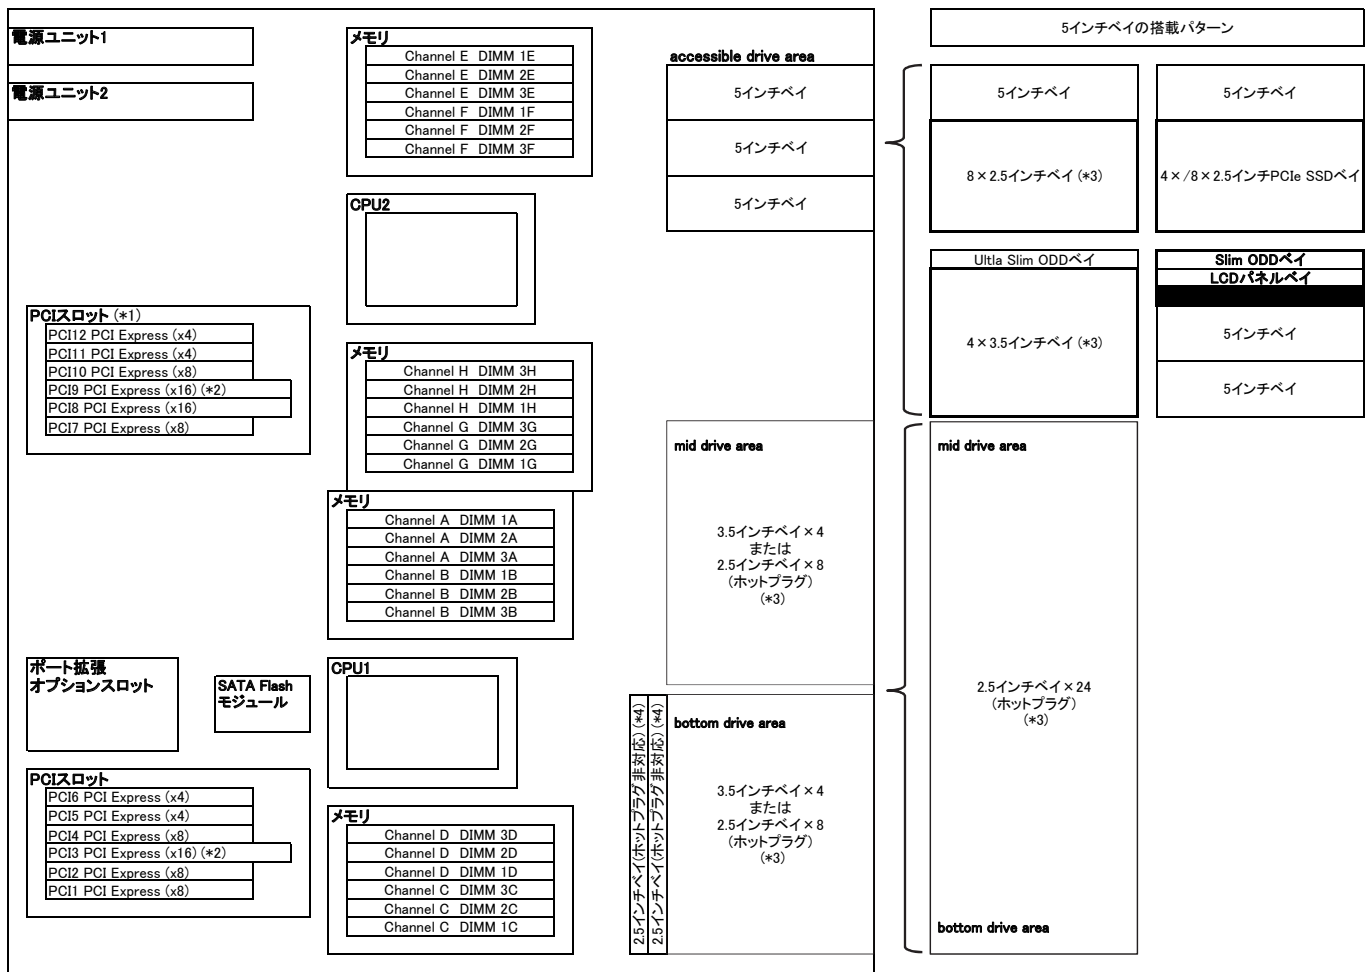 電源ユニット1
電源ユニット2
メモリ
Channel E DIMM 1E
Channel E DIMM 2E
Channel E DIMM 3E
Channel F DIMM 1F
Channel F DIMM 2F
Channel F DIMM 3F
CPU2
PCIスロット (*1)
PCI12 PCI Express (x4)
PCI11 PCI Express (x4)
PCI10 PCI Express (x8)
PCI9 PCI Express (x16) (*2)
PCI8 PCI Express (x16)
PCI7 PCI Express (x8)
メモリ
Channel H DIMM 3H
Channel H DIMM 2H
Channel H DIMM 1H
Channel G DIMM 3G
Channel G DIMM 2G
Channel G DIMM 1G
メモリ
Channel A DIMM 1A
Channel A DIMM 2A
Channel A DIMM 3A
Channel B DIMM 1B
Channel B DIMM 2B
Channel B DIMM 3B
ポート拡張
オプションスロット
SATA Flash
モジュール
CPU1
PCIスロット
PCI6 PCI Express (x4)
PCI5 PCI Express (x4)
PCI4 PCI Express (x8)
PCI3 PCI Express (x16) (*2)
PCI2 PCI Express (x8)
PCI1 PCI Express (x8)
メモリ
Channel D DIMM 3D
Channel D DIMM 2D
Channel D DIMM 1D
Channel C DIMM 3C
Channel C DIMM 2C
Channel C DIMM 1C
accessible drive area
5インチベイ
5インチベイ
5インチベイ
mid drive area
3.5インチベイ×4
または
2.5インチベイ×8
(ホットプラグ)
(*3)
2.5インチベイ(ホットプラグ非対応) (*4)
2.5インチベイ(ホットプラグ非対応) (*4)
bottom drive area
3.5インチベイ×4
または
2.5インチベイ×8
(ホットプラグ)
(*3)
5インチベイの搭載パターン
5インチベイ
8×2.5インチベイ (*3)
5インチベイ
4×/8×2.5インチPCIe SSDベイ
Ultla Slim ODDベイ
4×3.5インチベイ (*3)
Slim ODDベイ
LCDパネルベイ
5インチベイ
5インチベイ
mid drive area
2.5インチベイ×24
(ホットプラグ)
(*3)
bottom drive area